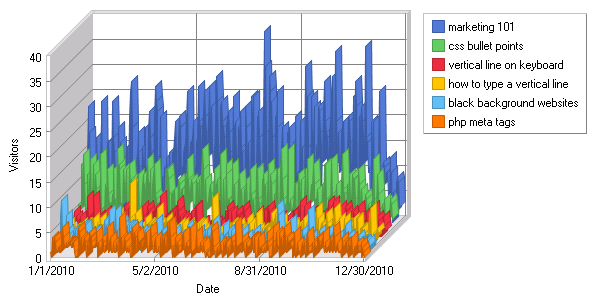 marketing 101
css bullet points
vertical line on keyboard
how to type a vertical line
black background websites
php meta tags
Visitors
40
35
30
25
20
15
10
5
0
1/1/2010 5/2/2010 8/31/2010 12/30/2010
Date